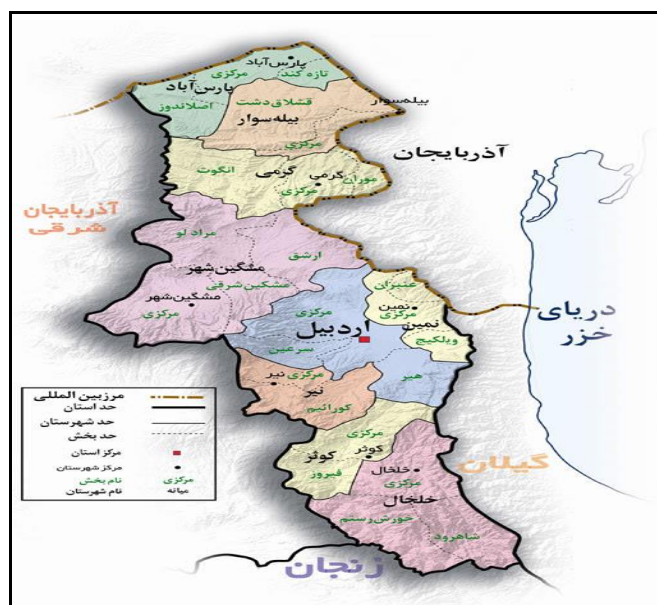 پارس‌آباد
مرکزی
تازه کند
پارس‌آباد
اصلاندوز
قشلاق دشت
بیله‌سوار
بیله‌سوار
مرکزی
آذربایجان
انگوت
گرمی
گرمی
مرکزی
موران
آذربایجان
شرقی
مراد لو
ارشق
مشگین‌شهر
مشگین‌شرقی
مشگین‌شهر
مرکزی
عنبران
نمین
مرکزی
نمین
ویلکیج
مرکزی
اردبیل
سرعین
هیر
دریای
خزر
نیر
مرکزی
نیر
کورائیم
مرکزی
کوثر
کوثر
فیروز
گیلان
خلخال
مرکزی
خلخال
خورش رستم
شاهرود
زنجان
مرزبین المللی
حد استان
حد شهرستان
حد بخش
مرکز استان
مرکز شهرستان
نام بخش
مرکزی
نام شهرستان
میانه